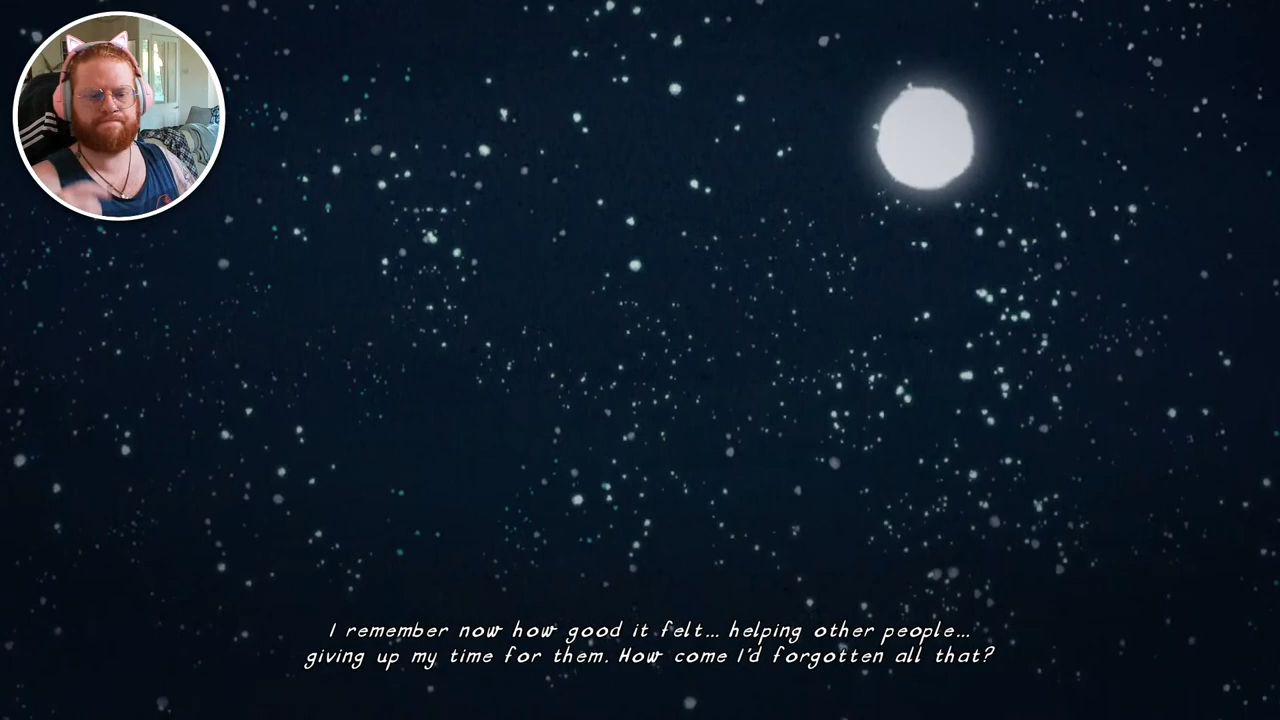 I remember now how good it felt... helping other people...
giving up my time for them. How come I'd forgotten all that?